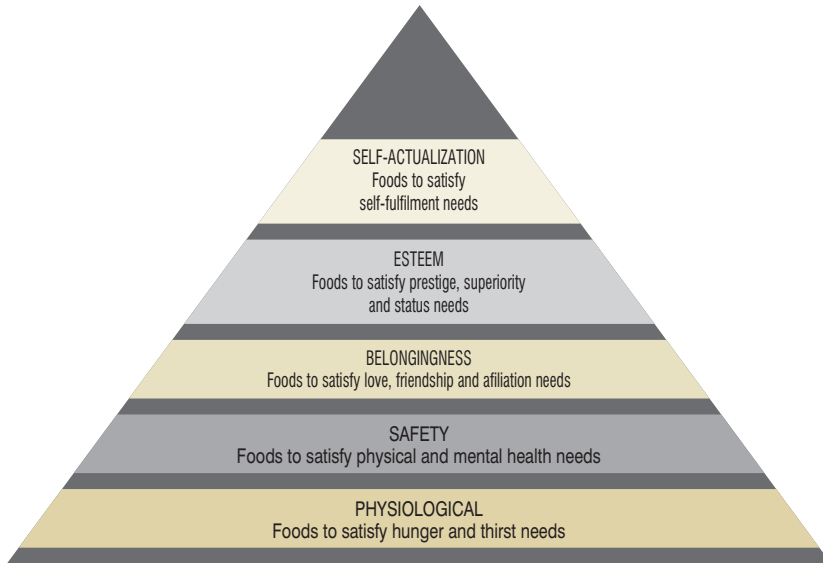 SELF-ACTUALIZATION
Foods to satisfy
self-fulfilment needs
ESTEEM
Foods to satisfy prestige, superiority
and status needs
BELONGINGNESS
Foods to satisfy love, friendship and afiliation needs
SAFETY
Foods to satisfy physical and mental health needs
PHYSIOLOGICAL
Foods to satisfy hunger and thirst needs